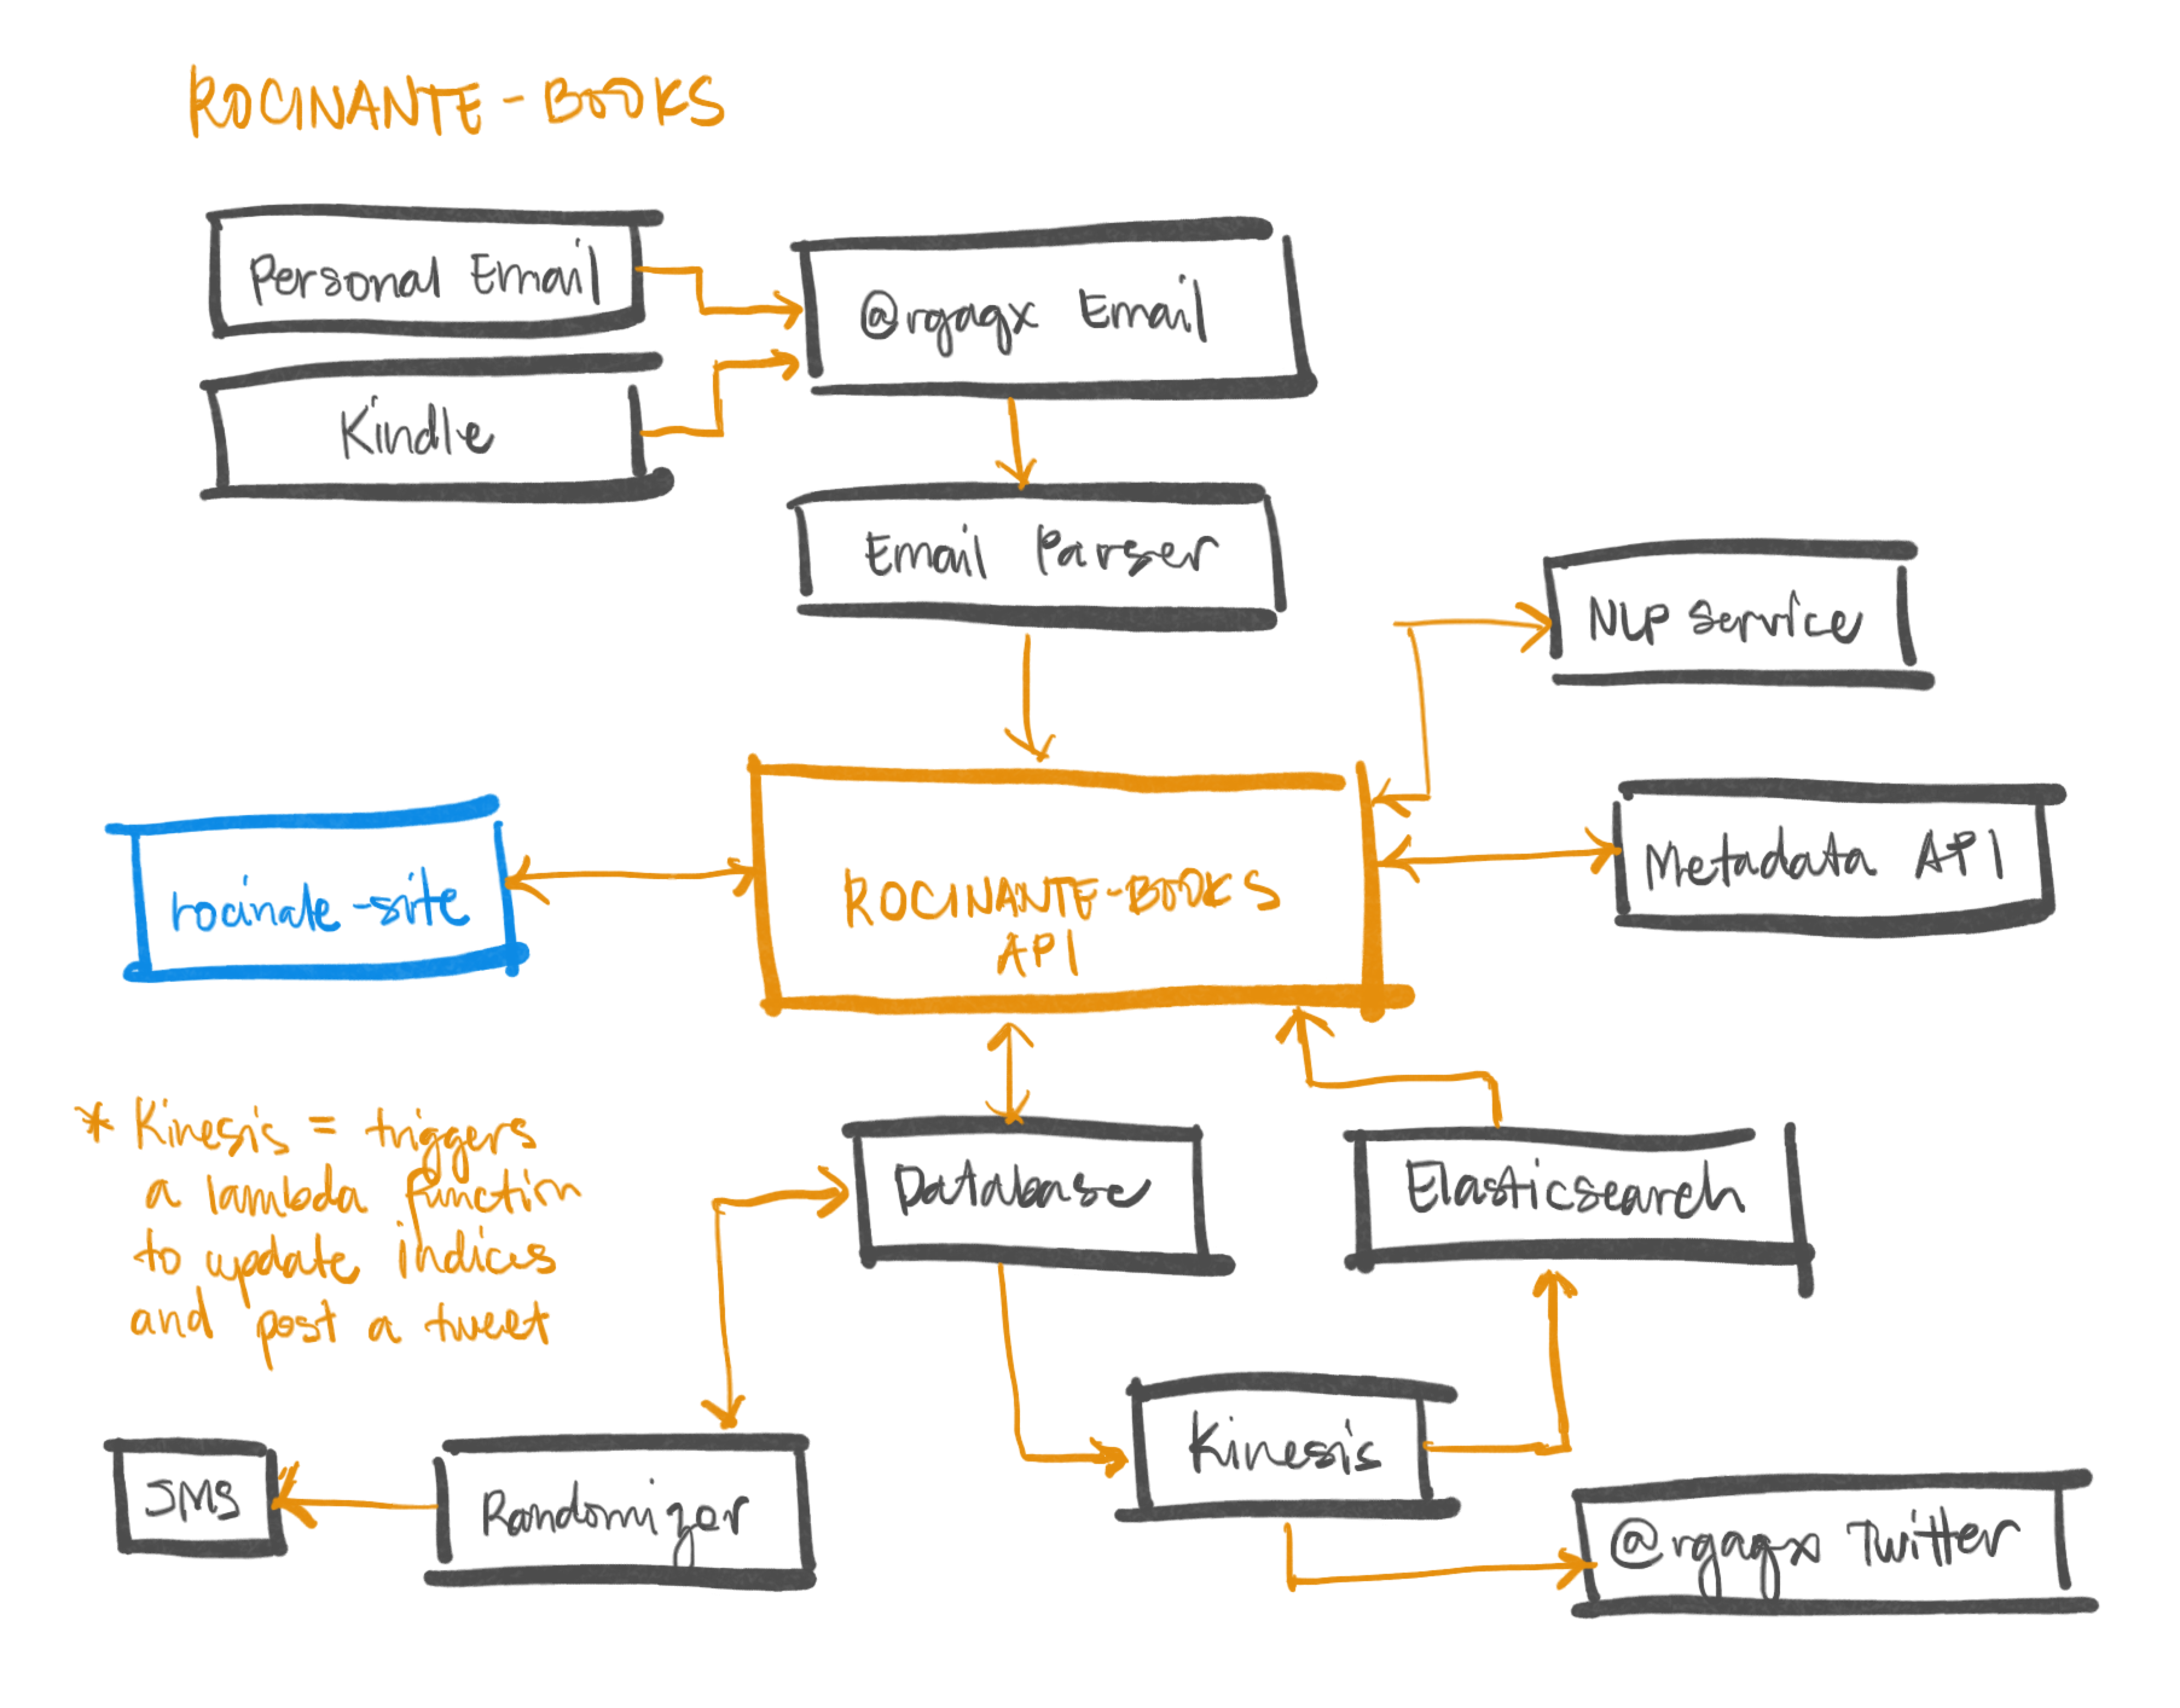 ROCINANTE-BOOKS
Personal Email
@rgagx Email
Kindle
Email Parser
NLP Service
Metadata API
rocinate-site
ROCINANTE-BOOKS
API
* Kinesis = triggers
a lambda function
to update indices
and post a tweet
Database
Elasticsearch
Kinesis
SMS
Randomizer
@rgagx Twitter